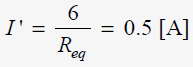 I' = 6 / R_eq = 0.5 [A]